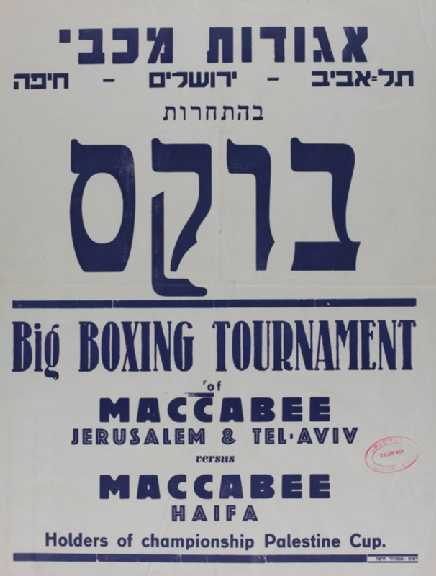 אגודות מכבי
תל-אביב - ירושלים - חיפה
בהתחרות
בוקס
Big BOXING TOURNAMENT
of
MACCABEE
JERUSALEM & TEL-AVIV
versus
MACCABEE
HAIFA
Holders of championship Palestine Cup.